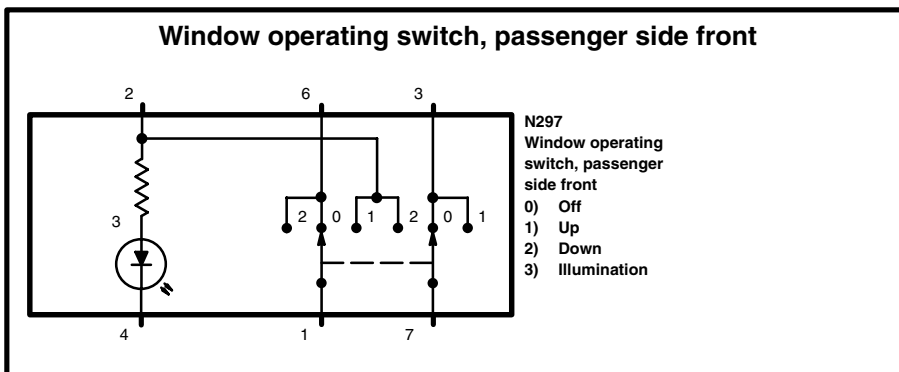 Window operating switch, passenger side front
2 6 3
N297
Window operating
switch, passenger
side front
0) Off
1) Up
2) Down
3) Illumination
3 2 0 1 2 0 1
4 1 7